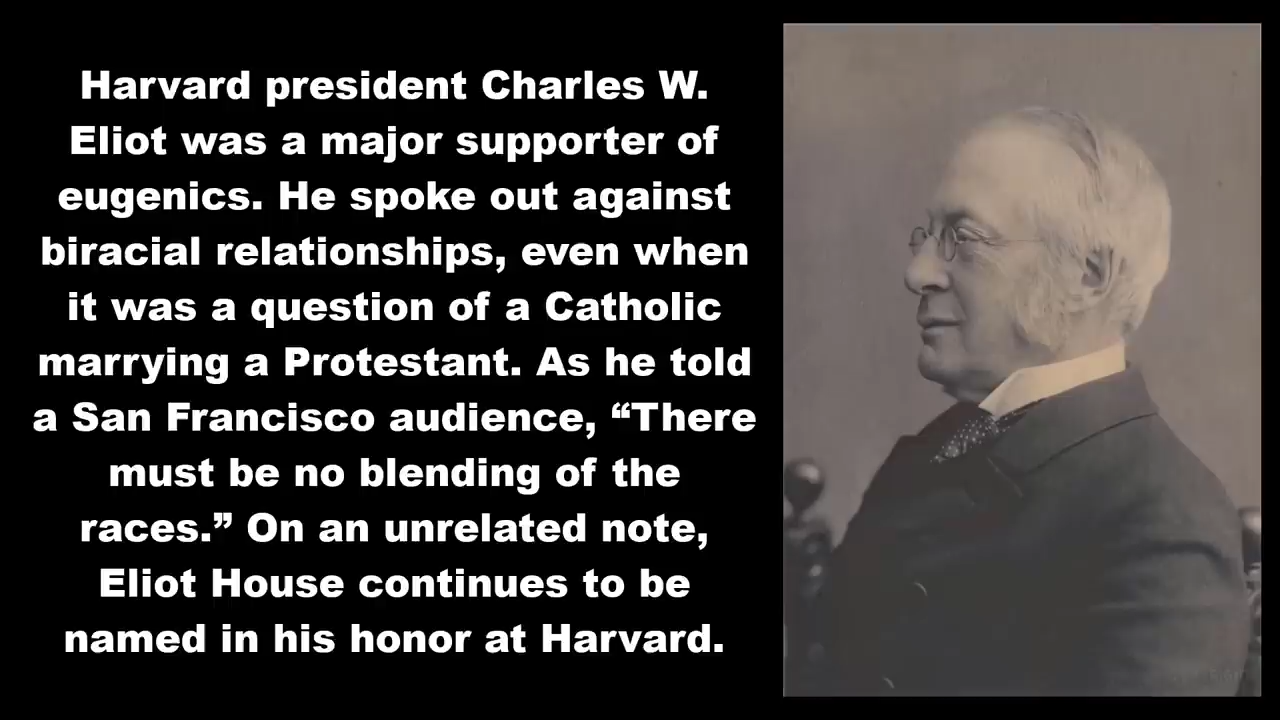 Harvard president Charles W.
Eliot was a major supporter of
eugenics. He spoke out against
biracial relationships, even when
it was a question of a Catholic
marrying a Protestant. As he told
a San Francisco audience, “There
must be no blending of the
races.” On an unrelated note,
Eliot House continues to be
named in his honor at Harvard.